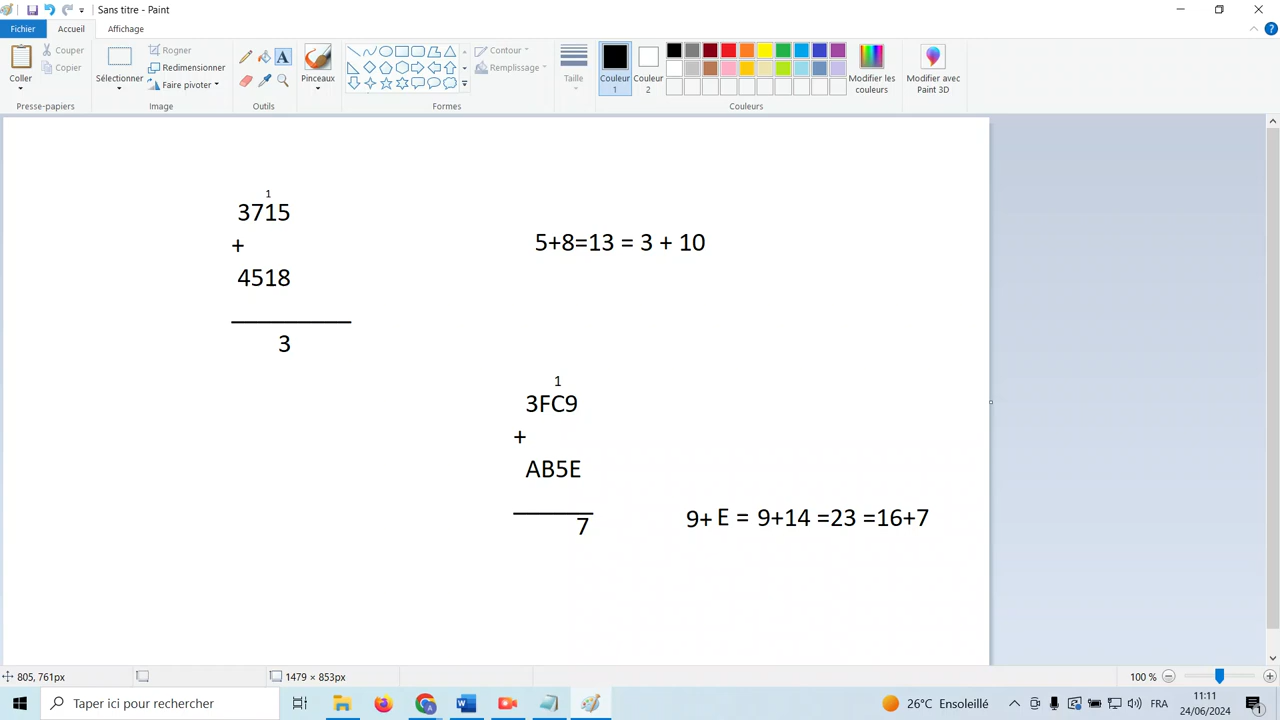 Sans titre - Paint
Fichier Accueil Affichage
Coller
Couper
Copier
Presse-papiers
Sélectionner
Rogner
Redimensionner
Faire pivoter
Image
Outils
Pinceaux
Contour
Remplissage
Formes
Taille
Couleur 1
Couleur 2
Modifier les couleurs
Modifier avec Paint 3D
Couleurs
1
3715
+
4518
3
5+8=13 = 3 + 10
1
3FC9
+
AB5E
7
9+ E = 9+14 =23 =16+7
805, 761px
1479 × 853px
100 %
Taper ici pour rechercher
26°C Ensoleillé
FRA
11:11
24/06/2024
1